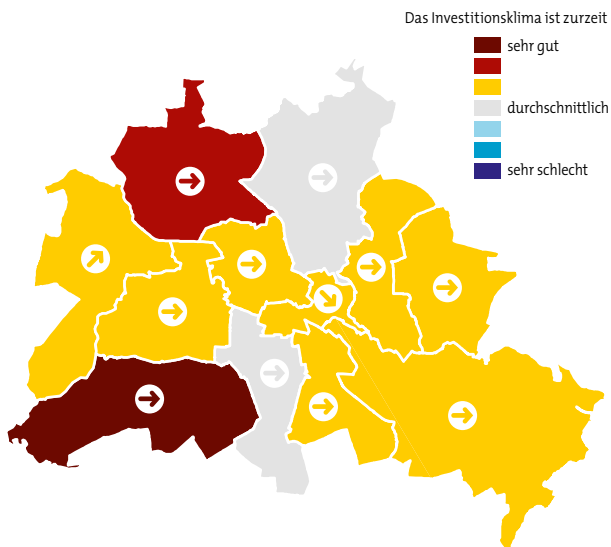 Das Investitionsklima ist zurzeit
sehr gut
durchschnittlich
sehr schlecht